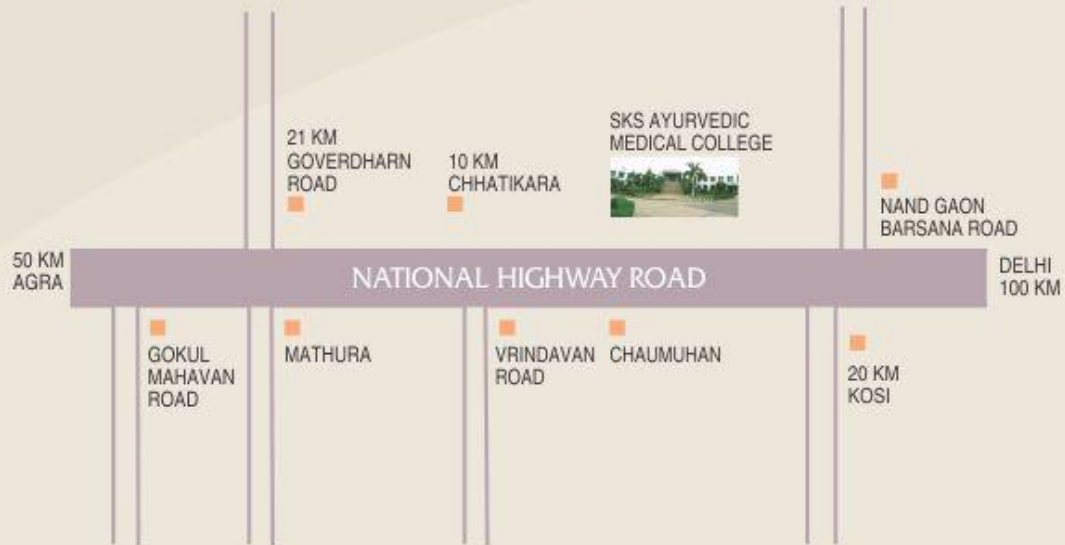 21 KM
GOVERDHARN
ROAD
10 KM
CHHATIKARA
SKS AYURVEDIC
MEDICAL COLLEGE
NAND GAON
BARSANA ROAD
50 KM
AGRA
NATIONAL HIGHWAY ROAD
DELHI
100 KM
GOKUL
MAHAVAN
ROAD
MATHURA
VRINDAVAN
ROAD
CHAUMUHAN
20 KM
KOSI